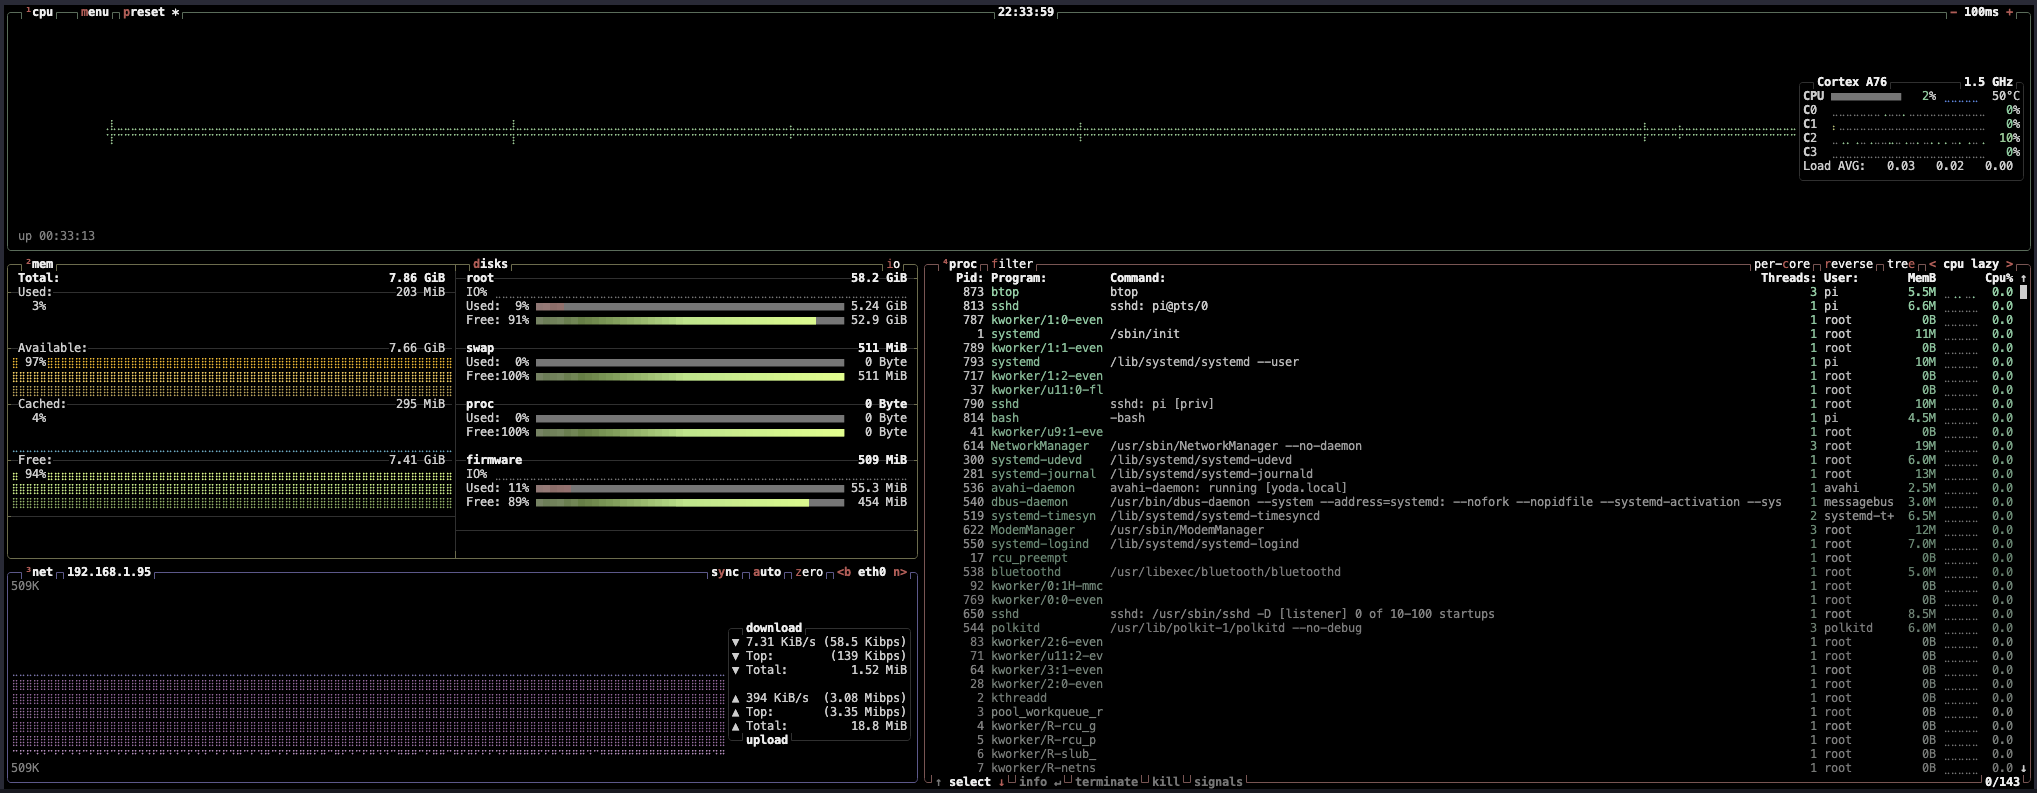 ¹cpu menu preset * 22:33:59 - 100ms +
Cortex A76 1.5 GHz
CPU 2% 50°C
C0 0%
C1 0%
C2 10%
C3 0%
Load AVG: 0.03 0.02 0.00
up 00:33:13
²mem
Total: 7.86 GiB
Used: 203 MiB
3%
Available: 7.66 GiB
97%
Cached: 295 MiB
4%
Free: 7.41 GiB
94%
disks io
root 58.2 GiB
IO%
Used: 9% 5.24 GiB
Free: 91% 52.9 GiB
swap 511 MiB
Used: 0% 0 Byte
Free:100% 511 MiB
proc 0 Byte
Used: 0% 0 Byte
Free:100% 0 Byte
firmware 509 MiB
IO%
Used: 11% 55.3 MiB
Free: 89% 454 MiB
³net 192.168.1.95 sync auto zero <b eth0 n>
509K
download
▼ 7.31 KiB/s (58.5 Kibps)
▼ Top: (139 Kibps)
▼ Total: 1.52 MiB
▲ 394 KiB/s (3.08 Mibps)
▲ Top: (3.35 Mibps)
▲ Total: 18.8 MiB
upload
509K
⁴proc filter per-core reverse tree < cpu lazy >
Pid: Program: Command: Threads: User: MemB Cpu% ↑
873 btop btop 3 pi 5.5M 0.0
813 sshd sshd: pi@pts/0 1 pi 6.6M 0.0
787 kworker/1:0-even 1 root 0B 0.0
1 systemd /sbin/init 1 root 11M 0.0
789 kworker/1:1-even 1 root 0B 0.0
793 systemd /lib/systemd/systemd --user 1 pi 10M 0.0
717 kworker/1:2-even 1 root 0B 0.0
37 kworker/u11:0-fl 1 root 0B 0.0
790 sshd sshd: pi [priv] 1 root 10M 0.0
814 bash -bash 1 pi 4.5M 0.0
41 kworker/u9:1-eve 1 root 0B 0.0
614 NetworkManager /usr/sbin/NetworkManager --no-daemon 3 root 19M 0.0
300 systemd-udevd /lib/systemd/systemd-udevd 1 root 6.0M 0.0
281 systemd-journal /lib/systemd/systemd-journald 1 root 13M 0.0
536 avahi-daemon avahi-daemon: running [yoda.local] 1 avahi 2.5M 0.0
540 dbus-daemon /usr/bin/dbus-daemon --system --address=systemd: --nofork --nopidfile --systemd-activation --sys 1 messagebus 3.0M 0.0
519 systemd-timesyn /lib/systemd/systemd-timesyncd 2 systemd-t+ 6.5M 0.0
622 ModemManager /usr/sbin/ModemManager 3 root 12M 0.0
550 systemd-logind /lib/systemd/systemd-logind 1 root 7.0M 0.0
17 rcu_preempt 1 root 0B 0.0
538 bluetoothd /usr/libexec/bluetooth/bluetoothd 1 root 5.0M 0.0
92 kworker/0:1H-mmc 1 root 0B 0.0
769 kworker/0:0-even 1 root 0B 0.0
650 sshd sshd: /usr/sbin/sshd -D [listener] 0 of 10-100 startups 1 root 8.5M 0.0
544 polkitd /usr/lib/polkit-1/polkitd --no-debug 3 polkitd 6.0M 0.0
83 kworker/2:6-even 1 root 0B 0.0
71 kworker/u11:2-ev 1 root 0B 0.0
64 kworker/3:1-even 1 root 0B 0.0
28 kworker/2:0-even 1 root 0B 0.0
2 kthreadd 1 root 0B 0.0
3 pool_workqueue_r 1 root 0B 0.0
4 kworker/R-rcu_g 1 root 0B 0.0
5 kworker/R-rcu_p 1 root 0B 0.0
6 kworker/R-slub_ 1 root 0B 0.0
7 kworker/R-netns 1 root 0B 0.0 ↓
↑ select ↓ info ↵ terminate kill signals 0/143